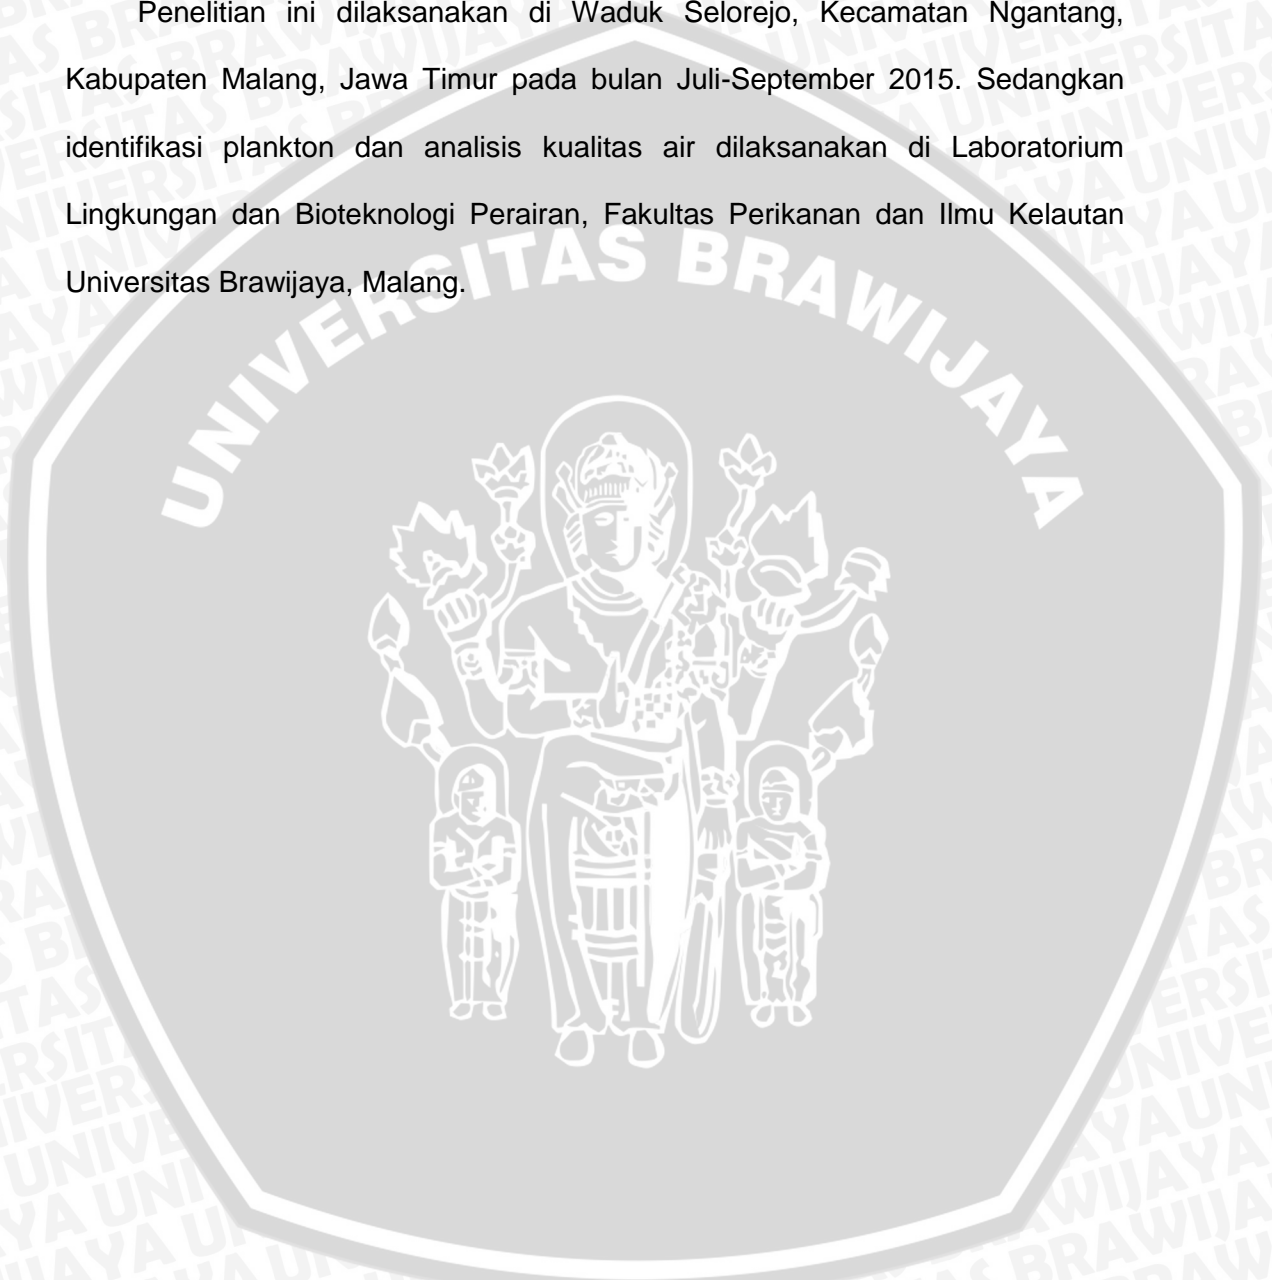 Penelitian ini dilaksanakan di Waduk Selorejo, Kecamatan Ngantang,
Kabupaten Malang, Jawa Timur pada bulan Juli-September 2015. Sedangkan
identifikasi plankton dan analisis kualitas air dilaksanakan di Laboratorium
Lingkungan dan Bioteknologi Perairan, Fakultas Perikanan dan Ilmu Kelautan
Universitas Brawijaya, Malang.
UNIVERSITAS BRAWIJAYA